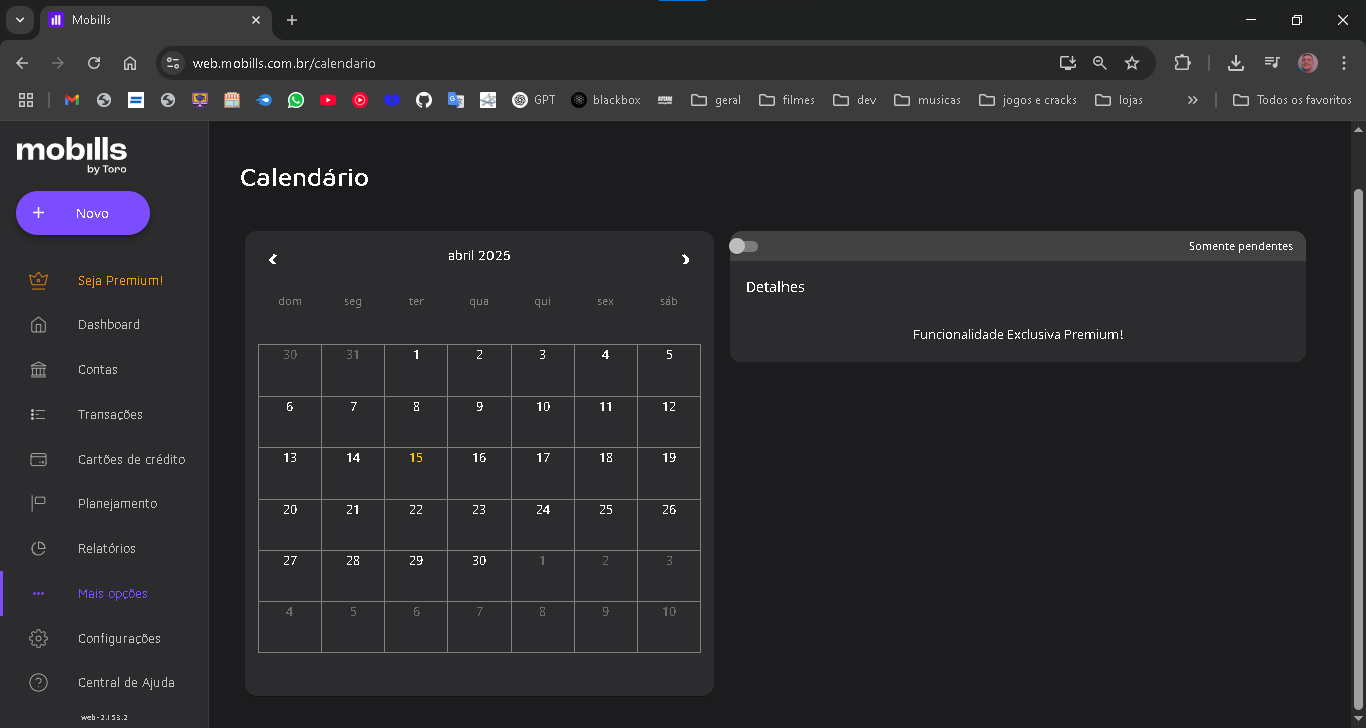 Mobills
web.mobills.com.br/calendario
GPT
blackbox
geral
filmes
dev
musicas
jogos e cracks
lojas
Todos os favoritos
mobills
by Toro
Novo
Seja Premium!
Dashboard
Contas
Transações
Cartões de crédito
Planejamento
Relatórios
Mais opções
Configurações
Central de Ajuda
web-2.153.2
Calendário
abril 2025
dom seg ter qua qui sex sáb
30 31 1 2 3 4 5
6 7 8 9 10 11 12
13 14 15 16 17 18 19
20 21 22 23 24 25 26
27 28 29 30 1 2 3
4 5 6 7 8 9 10
Somente pendentes
Detalhes
Funcionalidade Exclusiva Premium!